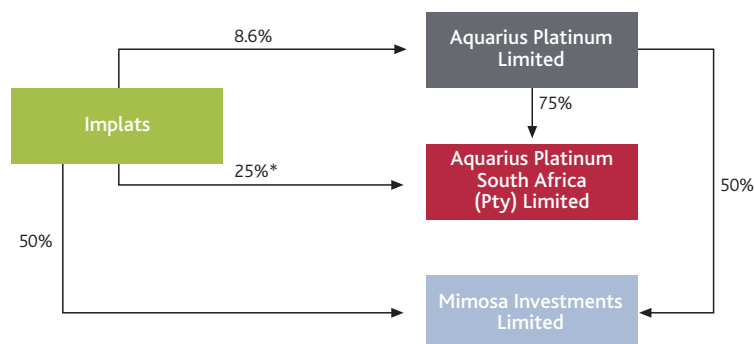 8.6%
Aquarius Platinum
Limited
75%
Implats
Aquarius Platinum
South Africa
(Pty) Limited
25%*
50%
50%
Mimosa Investments
Limited